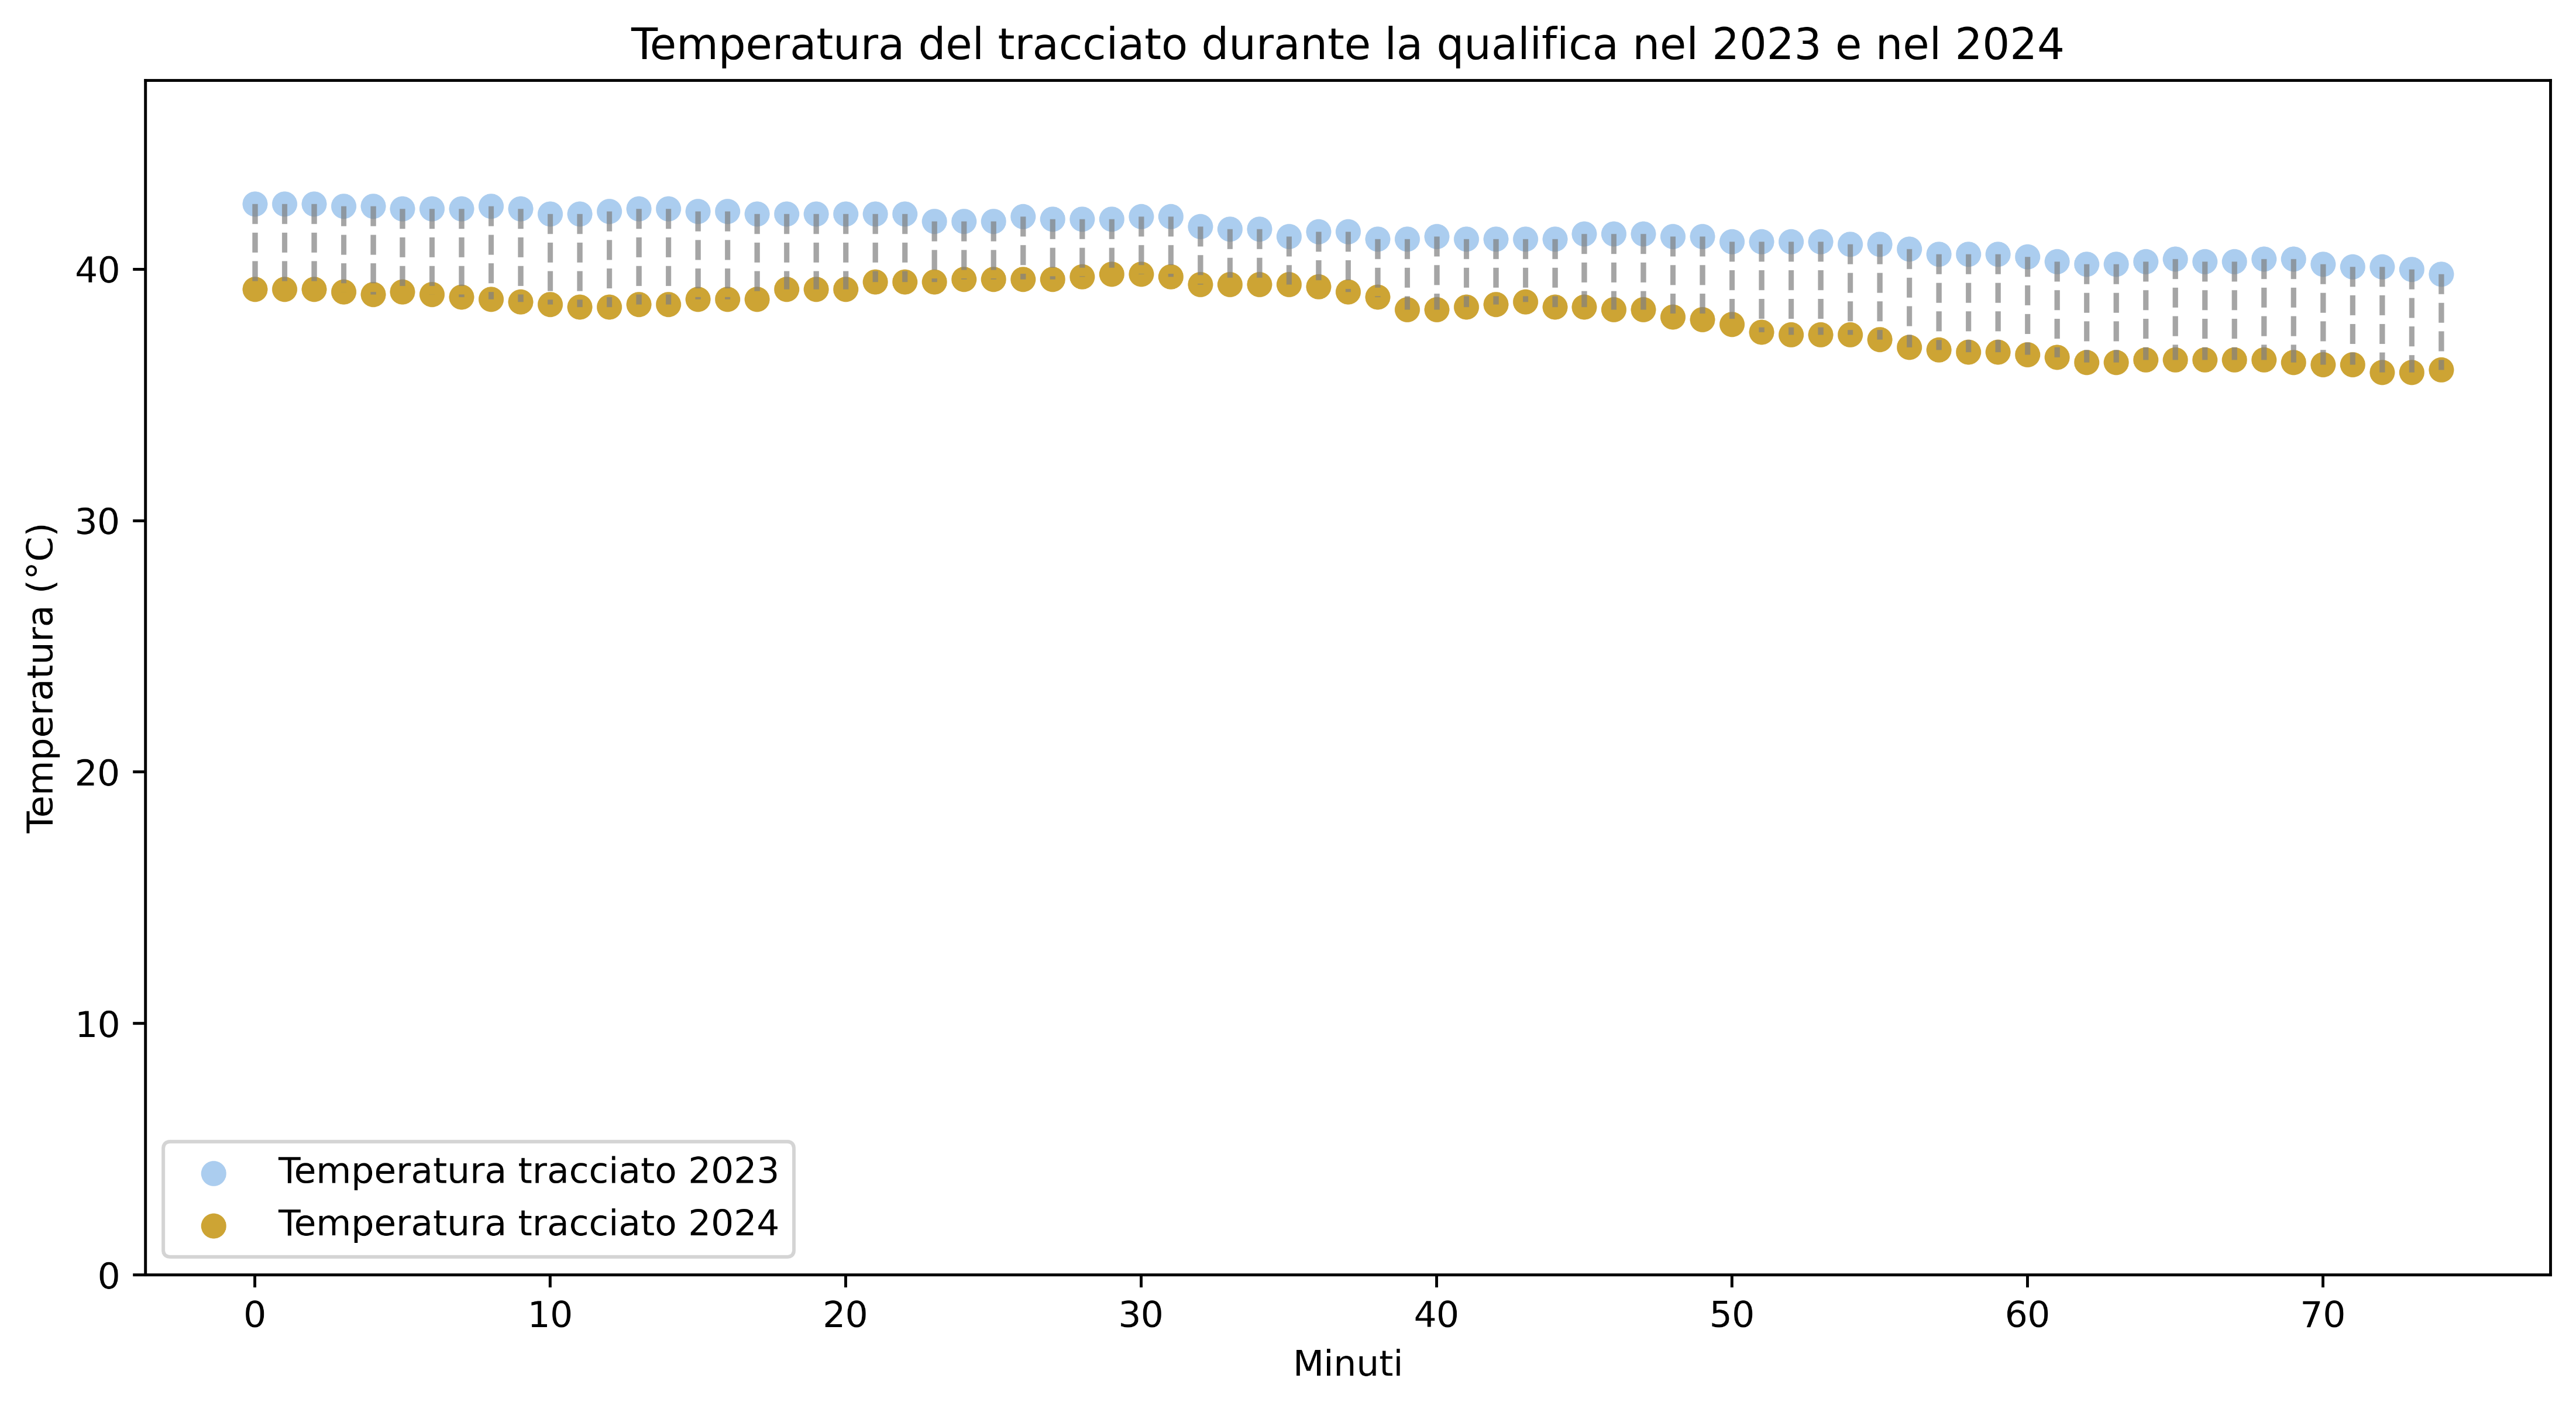 Temperatura del tracciato durante la qualifica nel 2023 e nel 2024
Temperatura (°C)
40
30
20
10
0
Temperatura tracciato 2023
Temperatura tracciato 2024
0 10 20 30 40 50 60 70
Minuti